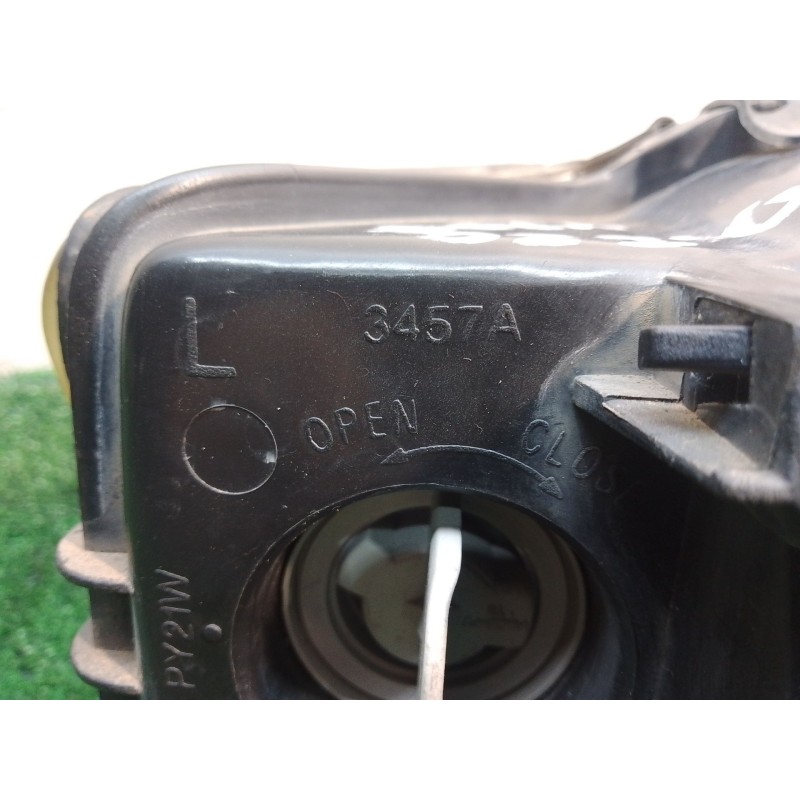 L 3457A
OPEN CLOS
PY21W